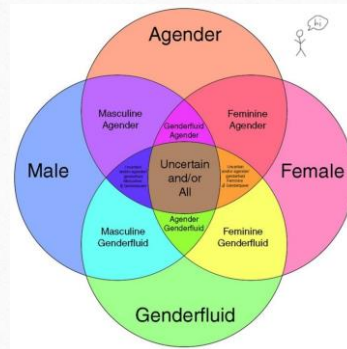 hi
Agender
Masculine
Agender
Genderfluid
Agender
Feminine
Agender
Male
Uncertain
and/or
All
Female
Masculine
Genderfluid
Agender
Genderfluid
Feminine
Genderfluid
Genderfluid